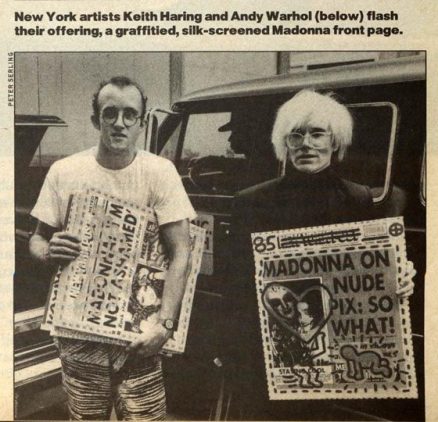 New York artists Keith Haring and Andy Warhol (below) flash
their offering, a graffitied, silk-screened Madonna front page.
PETER SERLING
MADONNA: 'I'M
NOT ASHAMED'
85
MADONNA ON
NUDE
PIX: SO
WHAT!